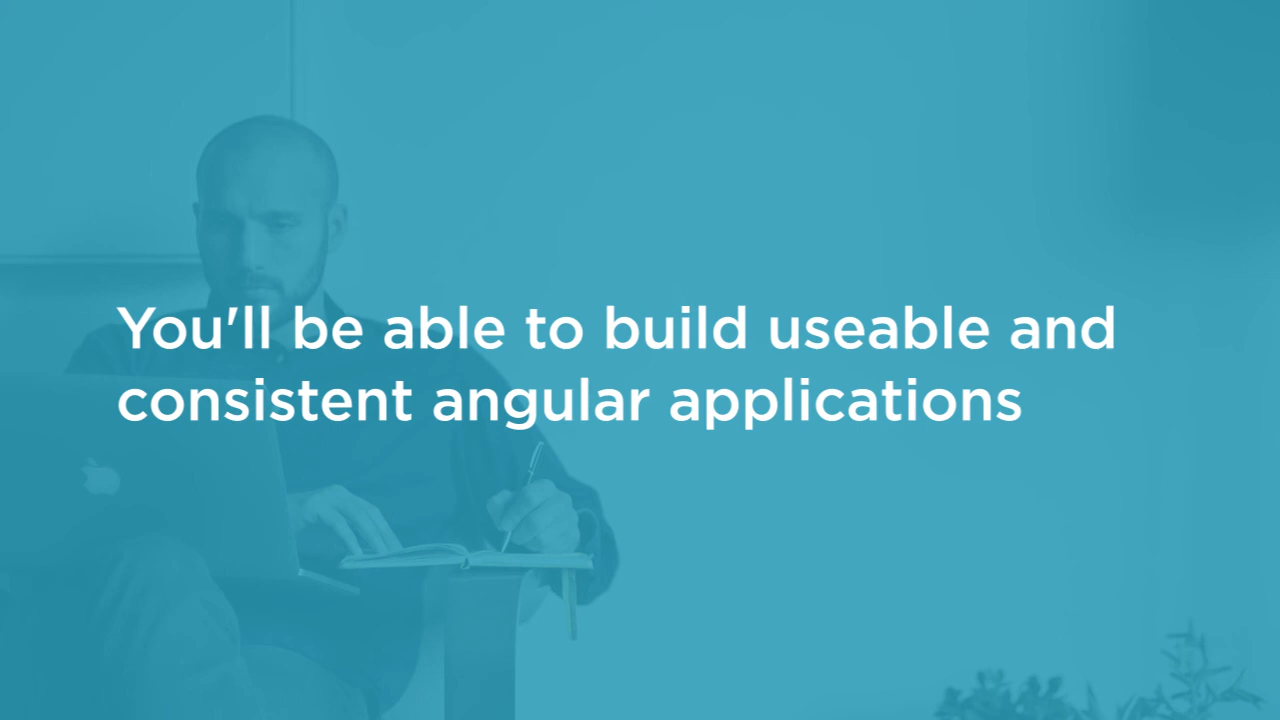 You'll be able to build useable and
consistent angular applications